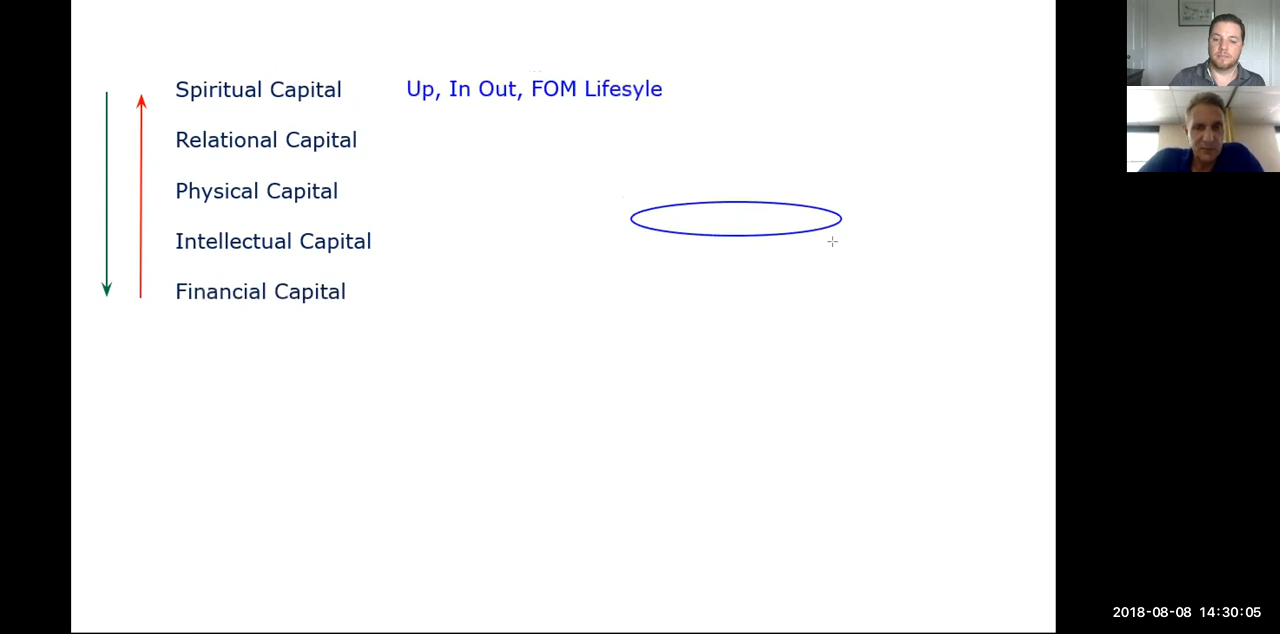 Spiritual Capital Up, In Out, FOM Lifesyle
Relational Capital
Physical Capital
Intellectual Capital
Financial Capital
2018-08-08 14:30:05